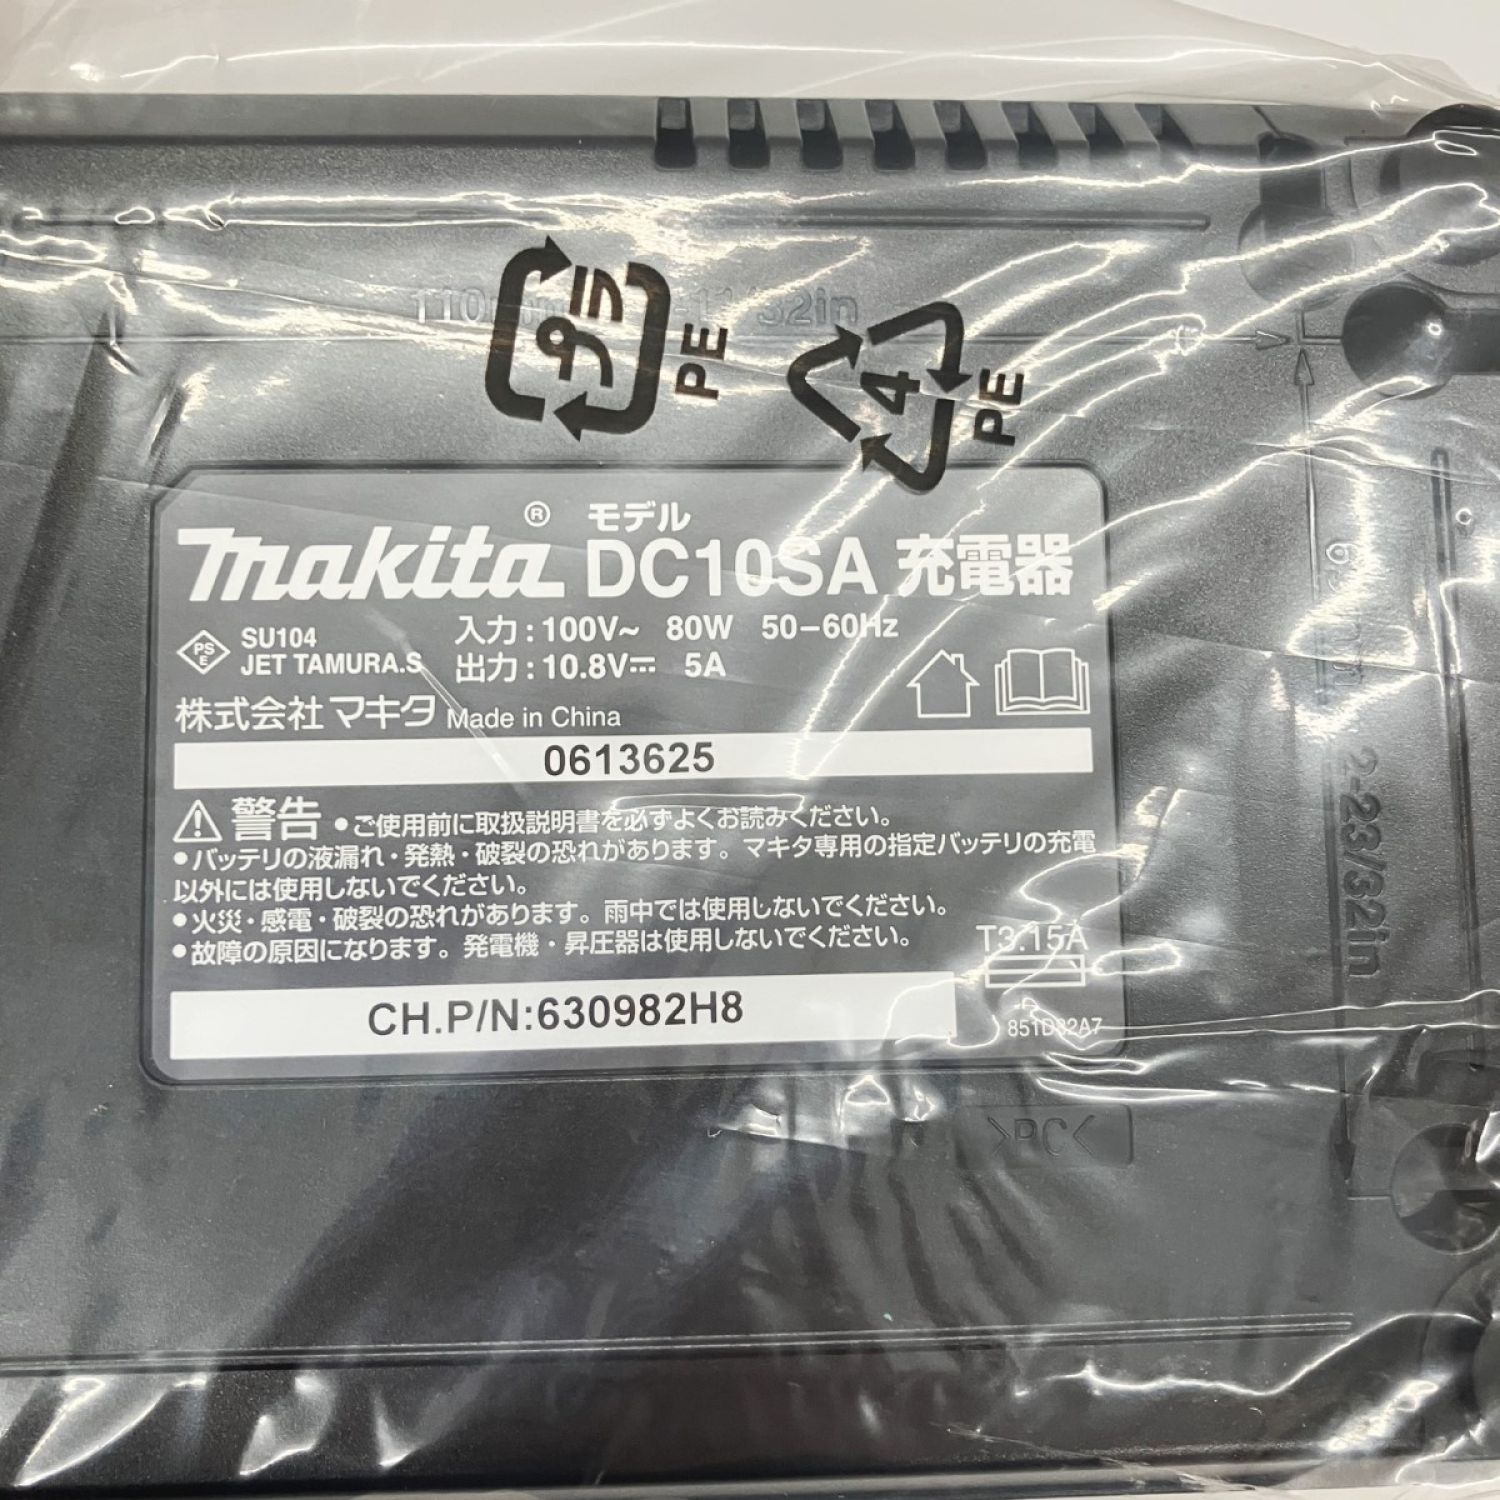 プラ
PE
4
PE
makita® モデル
DC10SA 充電器
PS
E
SU104
JET TAMURA.S
入力:100V~ 80W 50-60Hz
出力:10.8V⎓ 5A
株式会社マキタ Made in China
0613625
⚠警告 ●ご使用前に取扱説明書を必ずよくお読みください。
●バッテリの液漏れ・発熱・破裂の恐れがあります。マキタ専用の指定バッテリの充電
以外には使用しないでください。
●火災・感電・破裂の恐れがあります。雨中では使用しないでください。
●故障の原因になります。発電機・昇圧器は使用しないでください。
T3.15A
CH.P/N:630982H8
851D32A7
>PC<
2-23/32in